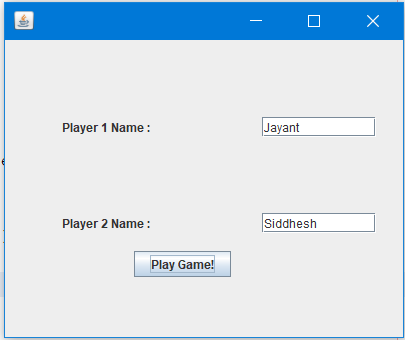 Player 1 Name : Jayant
Player 2 Name : Siddhesh
Play Game!